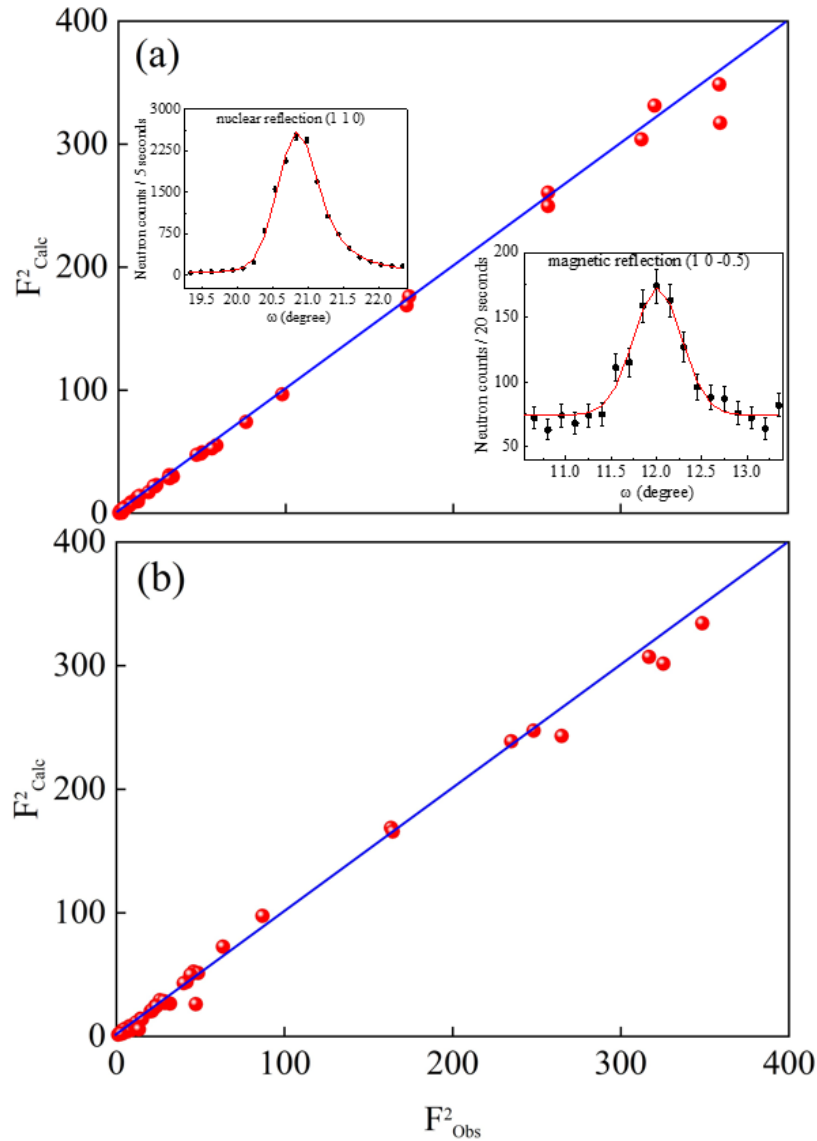 (a)
F²Calc
400
300
200
100
0
nuclear reflection (1 1 0)
Neutron counts / 5 seconds
3000
2250
1500
750
0
19.5 20.0 20.5 21.0 21.5 22.0
ω (degree)
magnetic reflection (1 0 -0.5)
Neutron counts / 20 seconds
200
150
100
50
11.0 11.5 12.0 12.5 13.0
ω (degree)
(b)
F²Calc
400
300
200
100
0
0 100 200 300 400
F²Obs